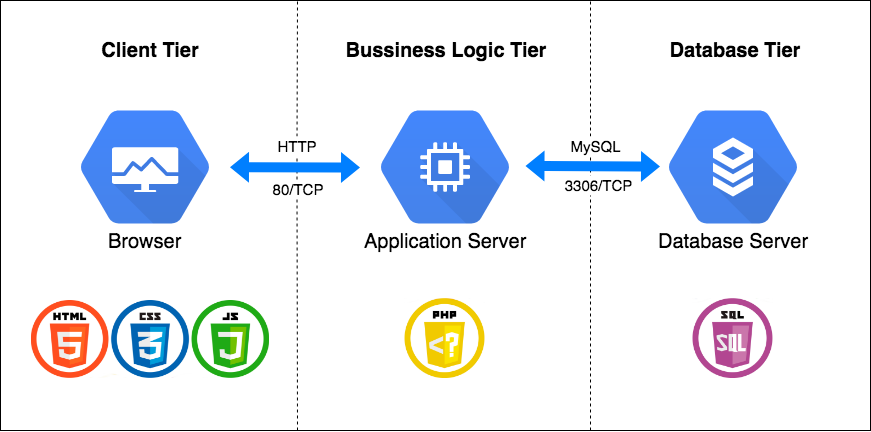 Client Tier
Bussiness Logic Tier
Database Tier
HTTP
80/TCP
MySQL
3306/TCP
Browser
Application Server
Database Server
HTML
5
CSS
3
JS
J
PHP
<?
SQL
SQL